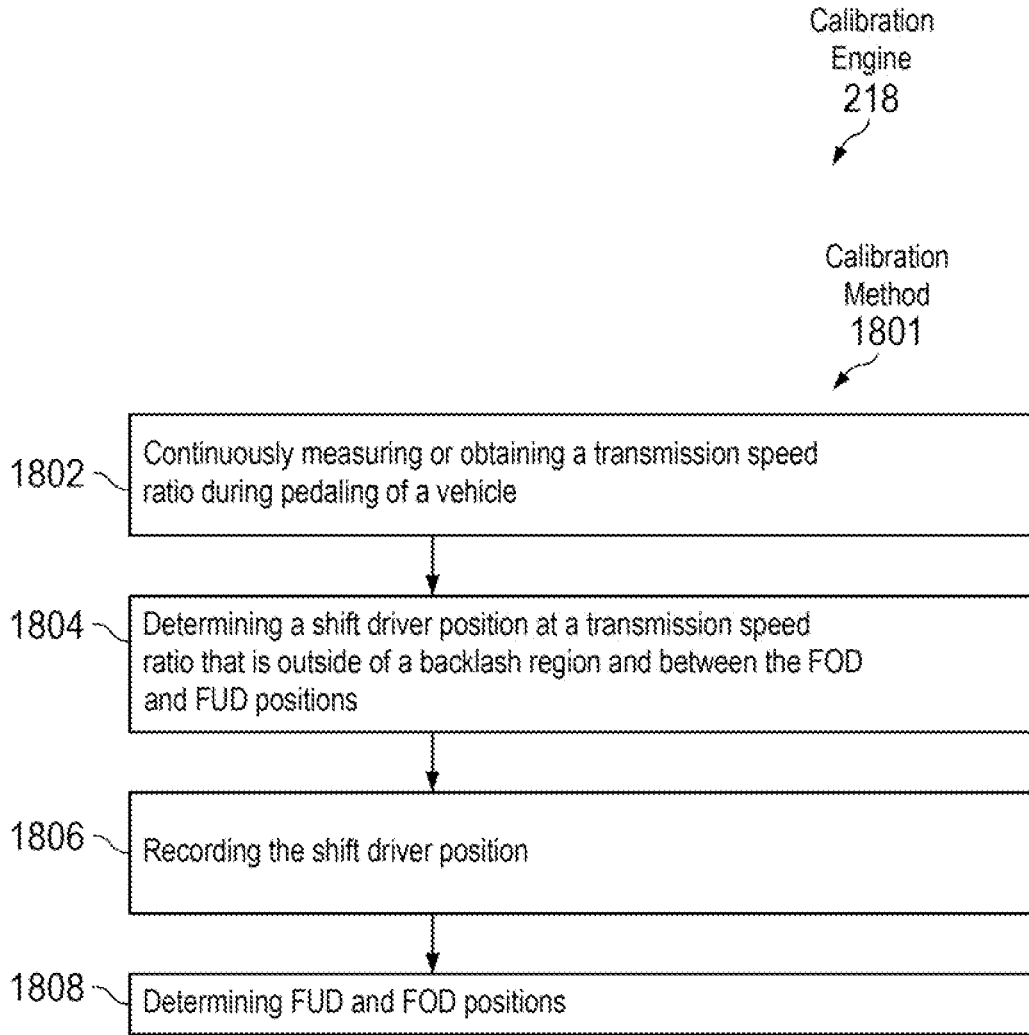 Calibration
Engine
218
Calibration
Method
1801
1802
Continuously measuring or obtaining a transmission speed
ratio during pedaling of a vehicle
1804
Determining a shift driver position at a transmission speed
ratio that is outside of a backlash region and between the FOD
and FUD positions
1806
Recording the shift driver position
1808
Determining FUD and FOD positions